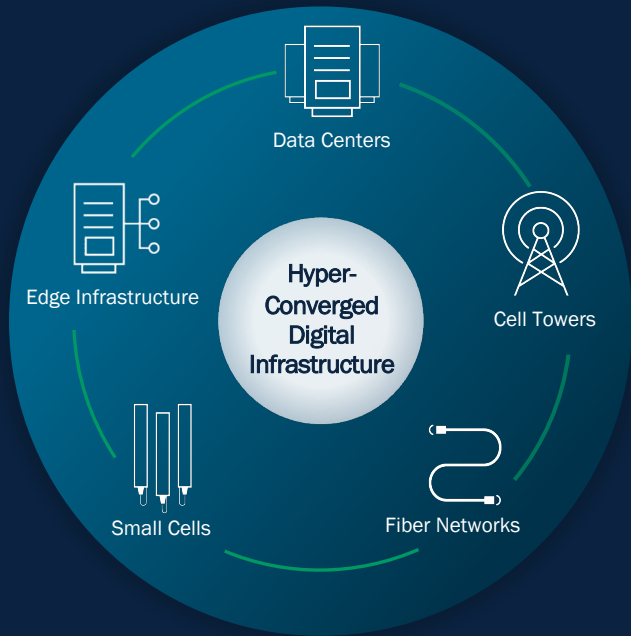 Data Centers
Edge Infrastructure
Hyper-
Converged
Digital
Infrastructure
Cell Towers
Small Cells
Fiber Networks